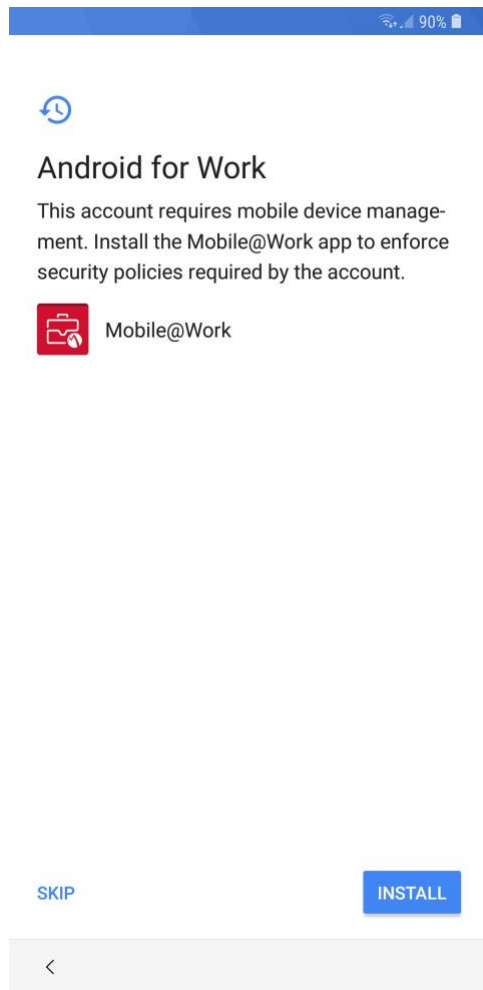 90%
Android for Work
This account requires mobile device manage-
ment. Install the Mobile@Work app to enforce
security policies required by the account.
Mobile@Work
SKIP
INSTALL